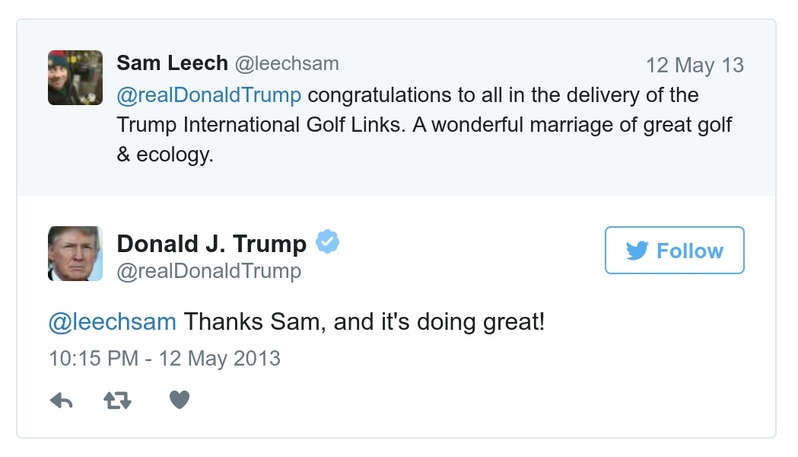 Sam Leech @leechsam 12 May 13
@realDonaldTrump congratulations to all in the delivery of the
Trump International Golf Links. A wonderful marriage of great golf
& ecology.
Donald J. Trump
@realDonaldTrump
Follow
@leechsam Thanks Sam, and it's doing great!
10:15 PM - 12 May 2013